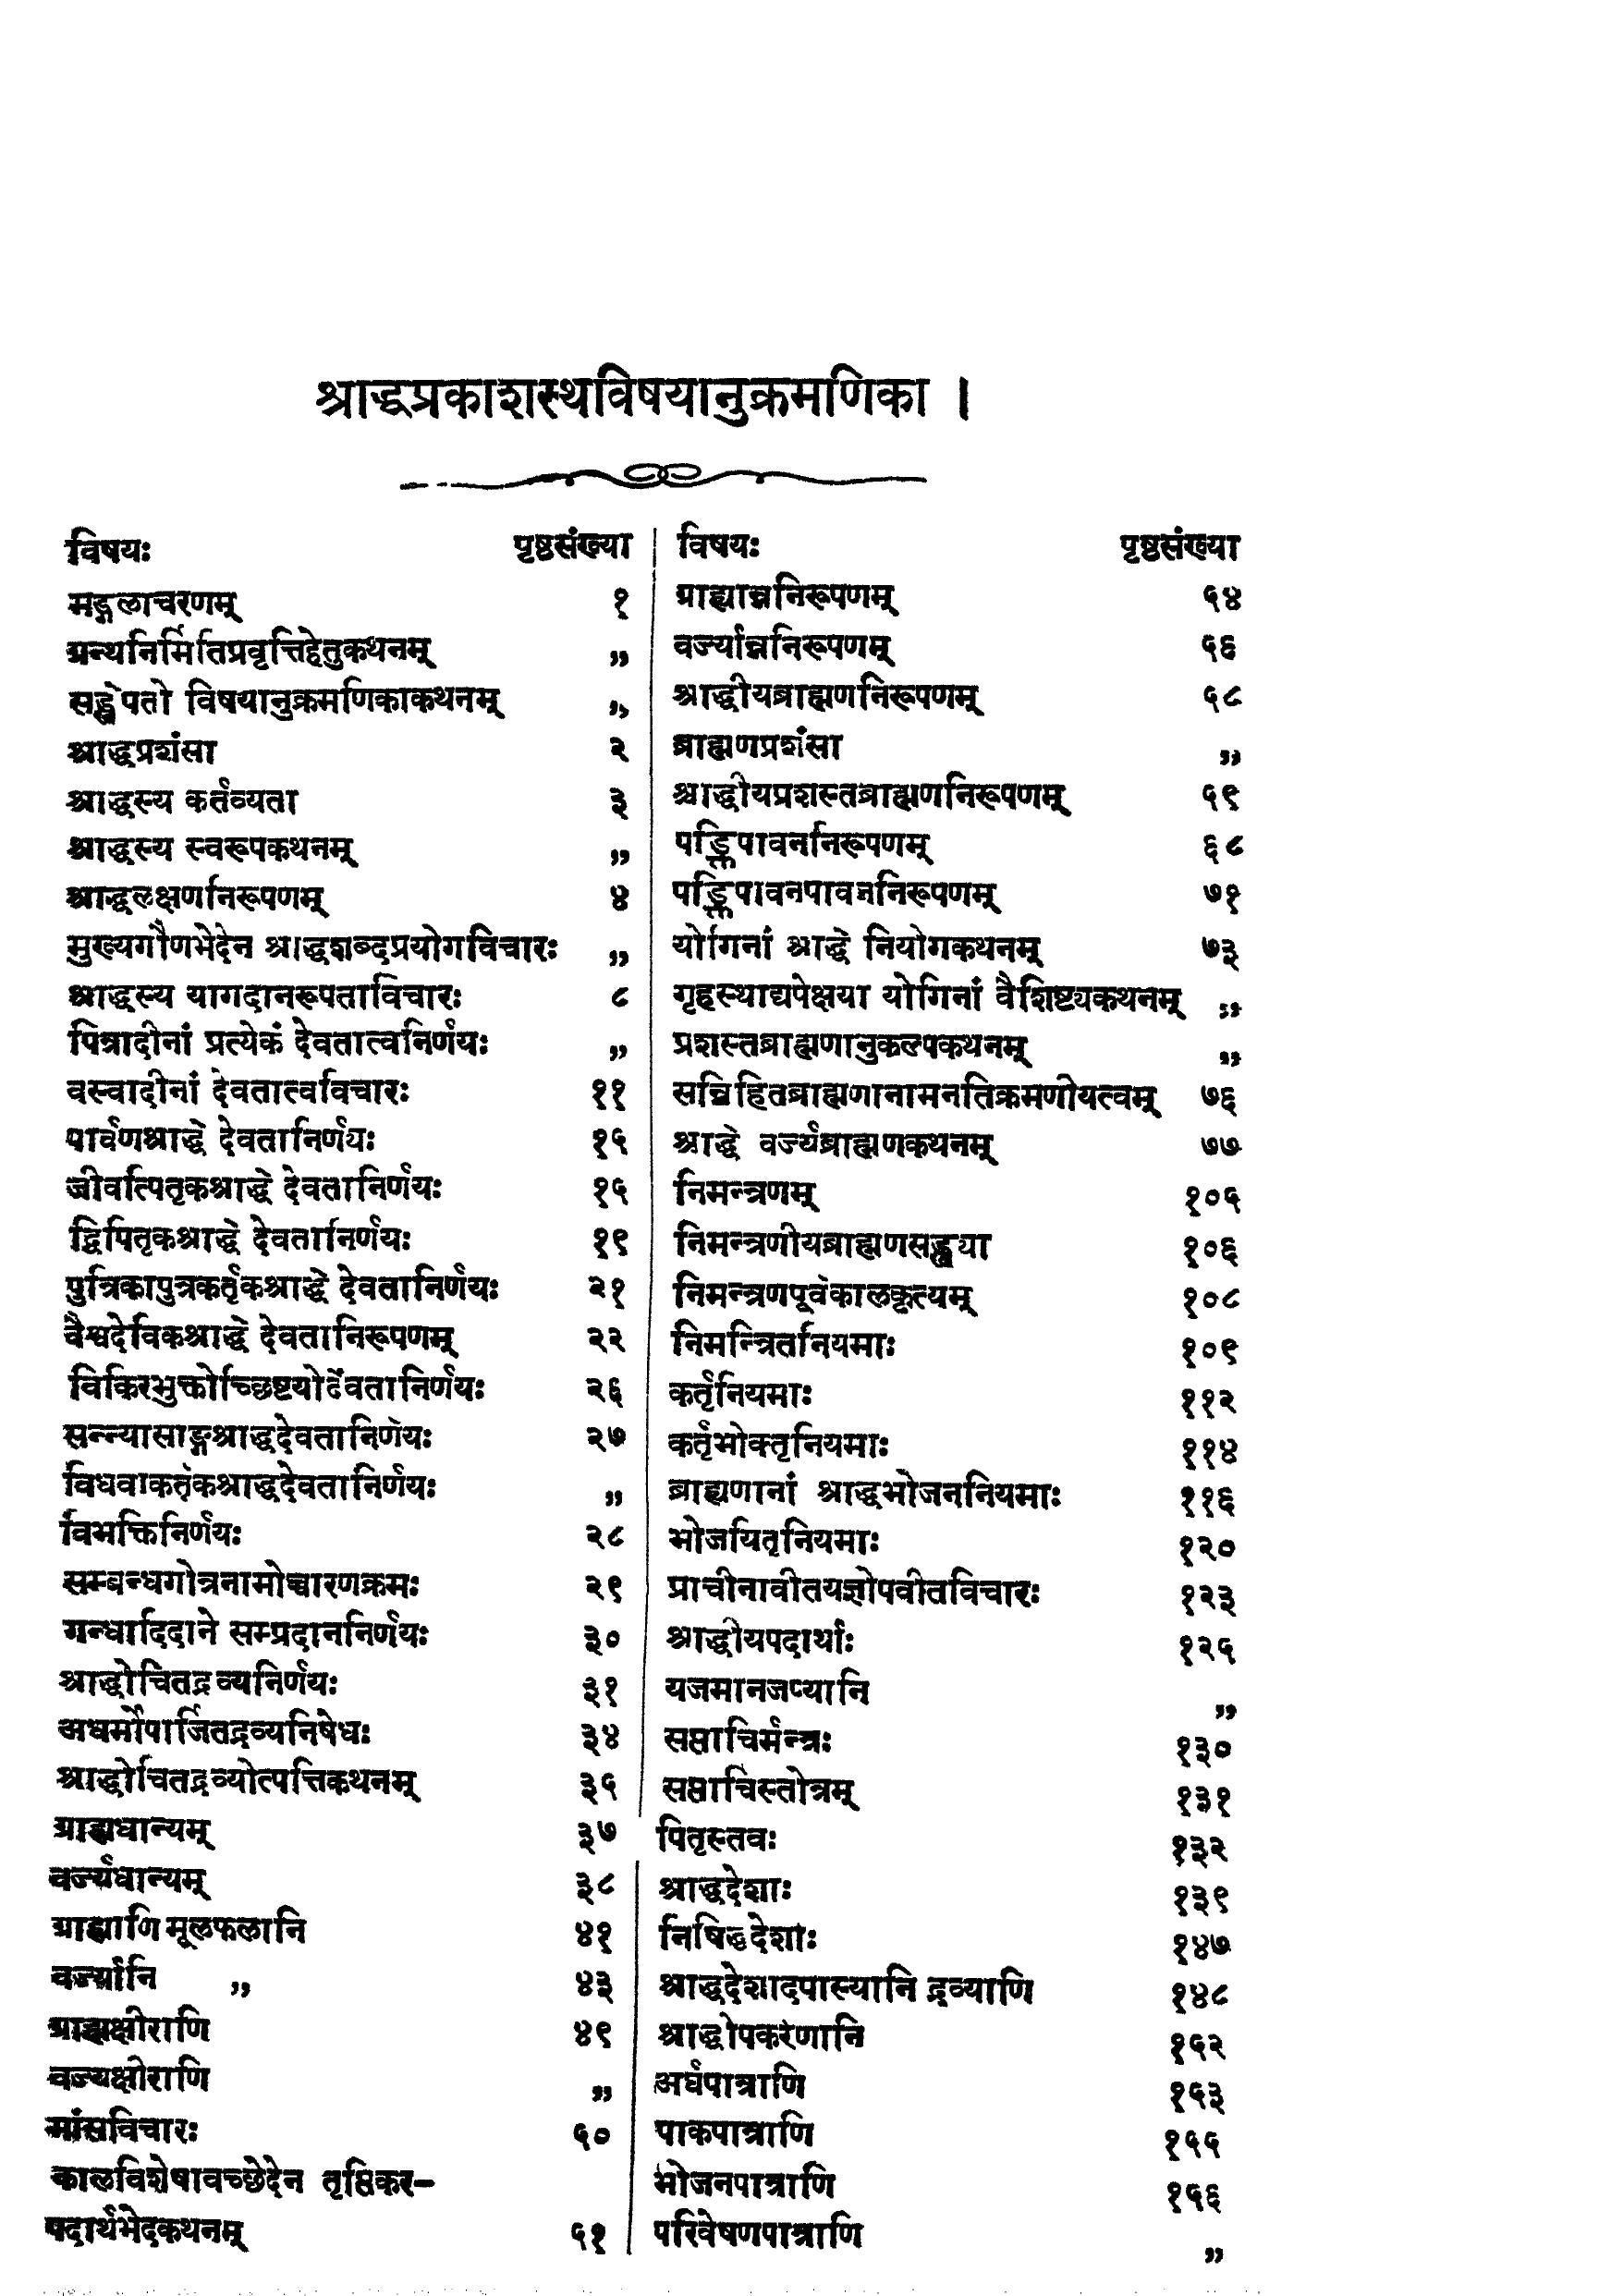 श्राद्धप्रकाशस्थविषयानुक्रमणिका ।
विषयः पृष्ठसंख्या
मङ्गलाचरणम् १
ग्रन्थनिर्मितिप्रवृत्तिहेतुकथनम् ,,
सङ्क्षेपतो विषयानुक्रमणिकाकथनम् ,,
श्राद्धप्रशंसा २
श्राद्धस्य कर्तव्यता ३
श्राद्धस्य स्वरूपकथनम् ,,
श्राद्धलक्षणनिरूपणम् ४
मुख्यगौणभेदेन श्राद्धशब्दप्रयोगविचारः ,,
श्राद्धस्य यागदानरूपताविचारः ८
पित्रादीनां प्रत्येकं देवतात्वनिर्णयः ,,
वस्वादीनां देवतात्वविचारः ११
पार्वणश्राद्धे देवतानिर्णयः १५
जीवत्पितृकश्राद्धे देवतानिर्णयः १५
द्विपितृकश्राद्धे देवतानिर्णयः १९
पुत्रिकापुत्रकर्तृकश्राद्धे देवतानिर्णयः २१
वैश्वदेविकश्राद्धे देवतानिरूपणम् २२
विकिरभुक्तोच्छिष्टयोर्देवतानिर्णयः २६
सन्न्यासाङ्गश्राद्धदेवतानिर्णयः २७
विधवाकर्तृकश्राद्धदेवतानिर्णयः ,,
विभक्तिनिर्णयः २८
सम्बन्धगोत्रनामोच्चारणक्रमः २९
गन्धादिदाने सम्प्रदाननिर्णयः ३०
श्राद्धोचितद्रव्यनिर्णयः ३१
अधर्मोपार्जितद्रव्यनिषेधः ३४
श्राद्धोचितद्रव्योत्पत्तिकथनम् ३५
ग्राह्यधान्यम् ३७
वर्ज्यधान्यम् ३८
ग्राह्याणि मूलफलानि ४१
वर्ज्यानि ,, ४३
ग्राह्यक्षीराणि ४९
वर्ज्यक्षीराणि ,,
मांसविचारः ५०
कालविशेषावच्छेदेन तृप्तिकर-
पदार्थभेदकथनम् ५१
विषयः पृष्ठसंख्या
ग्राह्यान्ननिरूपणम् ५४
वर्ज्यान्ननिरूपणम् ५६
श्राद्धीयब्राह्मणनिरूपणम् ५८
ब्राह्मणप्रशंसा ,,
श्राद्धीयप्रशस्तब्राह्मणनिरूपणम् ५९
पङ्क्तिपावननिरूपणम् ६८
पङ्क्तिपावनपावननिरूपणम् ७१
योगिनां श्राद्धे नियोगकथनम् ७३
गृहस्थाद्यपेक्षया योगिनां वैशिष्ट्यकथनम् ,,
प्रशस्तब्राह्मणानुकल्पकथनम् ,,
सन्निहितब्राह्मणानामनतिक्रमणीयत्वम् ७६
श्राद्धे वर्ज्यब्राह्मणकथनम् ७७
निमन्त्रणम् १०५
निमन्त्रणीयब्राह्मणसङ्ख्या १०६
निमन्त्रणपूर्वकालकृत्यम् १०८
निमन्त्रितनियमाः १०९
कर्तृनियमाः ११२
कर्तृभोक्तृनियमाः ११४
ब्राह्मणानां श्राद्धभोजननियमाः ११६
भोजयितृनियमाः १२०
प्राचीनावीतयज्ञोपवीतविचारः १२३
श्राद्धीयपदार्थाः १२५
यजमानजप्यानि ,,
सप्तार्चिर्मन्त्रः १३०
सप्तार्चिस्तोत्रम् १३१
पितृस्तवः १३२
श्राद्धदेशाः १३९
निषिद्धदेशाः १४७
श्राद्धदेशादपास्यानि द्रव्याणि १४८
श्राद्धोपकरणानि १५२
अर्घपात्राणि १५३
पाकपात्राणि १५५
भोजनपात्राणि १५६
परिवेषणपात्राणि ,,